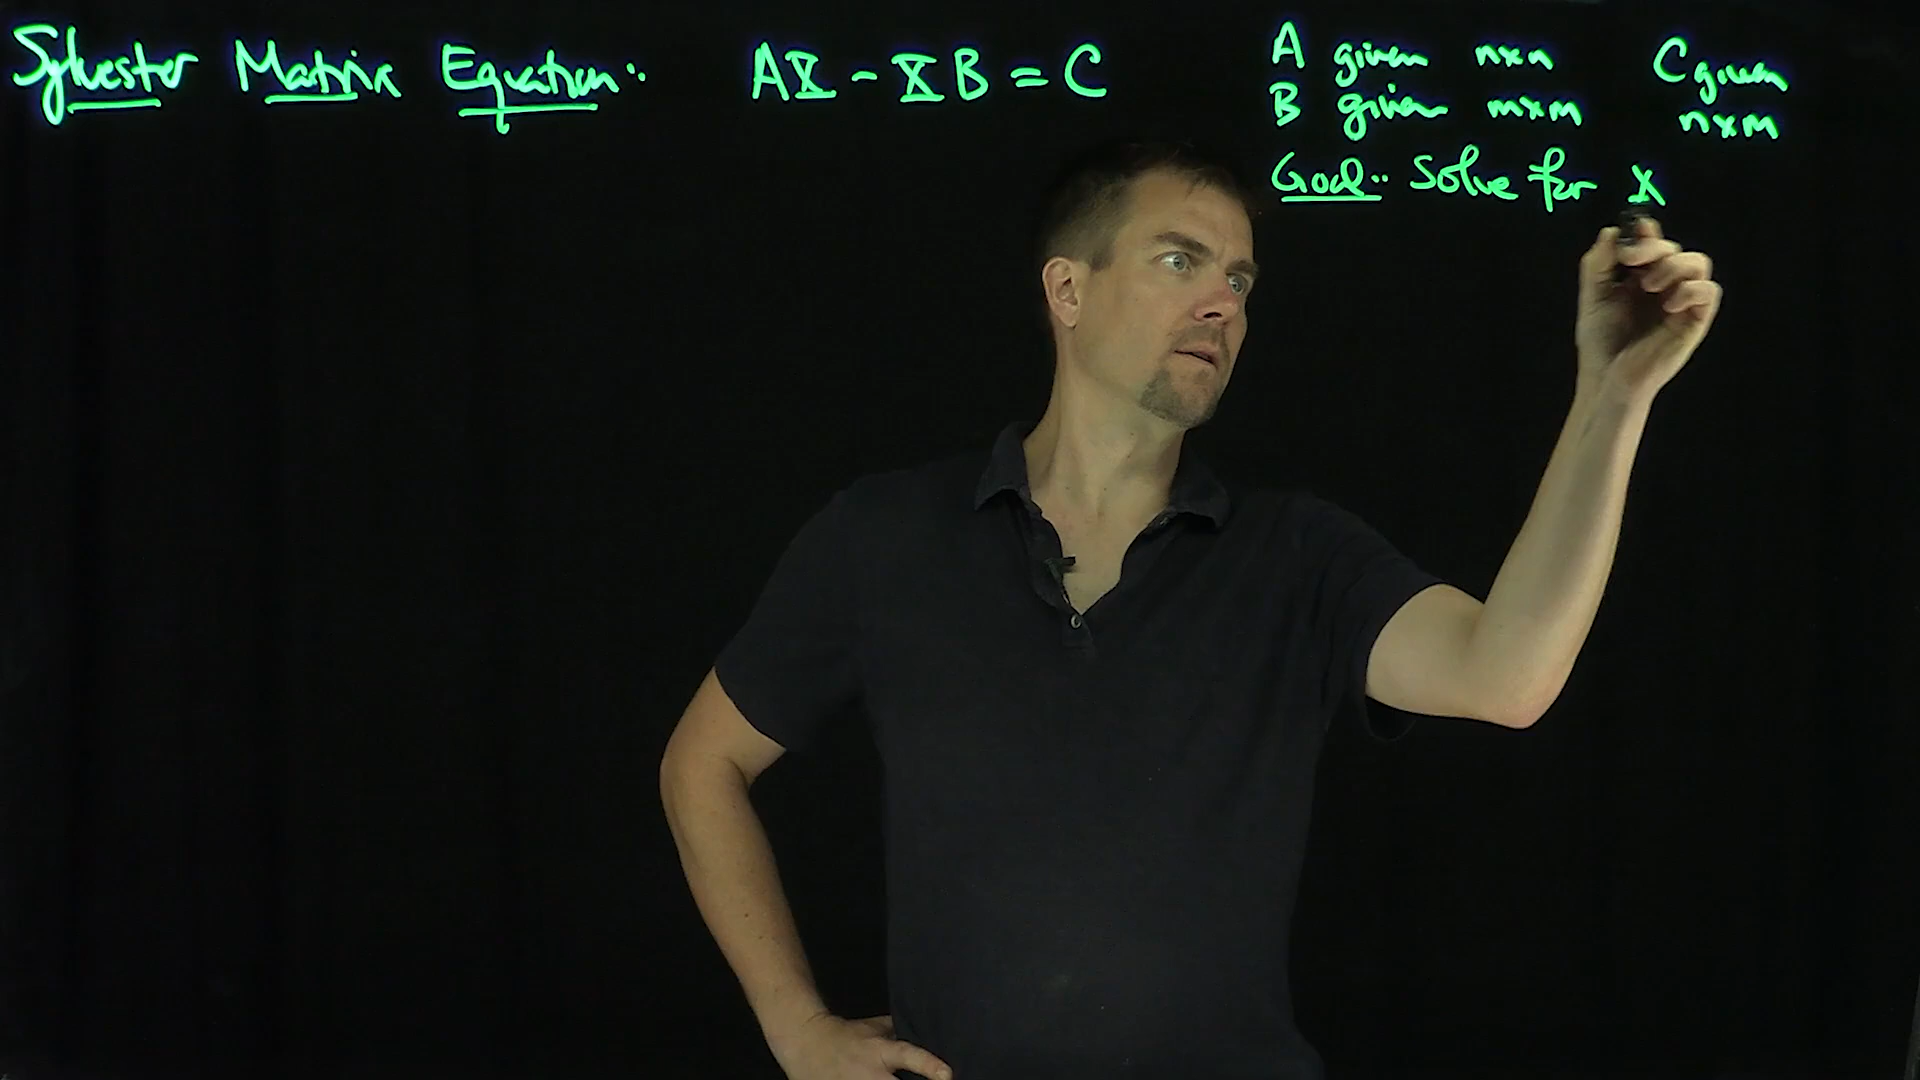 Sylvester Matrix Equation: AX - XB = C
A given nxn C given
B given mxm nxm
Goal: Solve for X